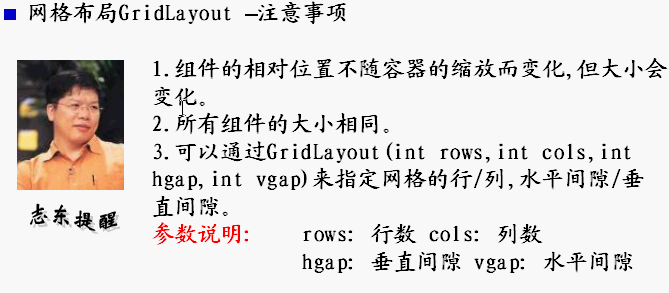 网格布局GridLayout —注意事项
1.组件的相对位置不随容器的缩放而变化,但大小会
变化。
2.所有组件的大小相同。
3.可以通过GridLayout(int rows,int cols,int
hgap,int vgap)来指定网格的行/列,水平间隙/垂
直间隙。
志东提醒
参数说明: rows: 行数 cols: 列数
hgap: 垂直间隙 vgap: 水平间隙